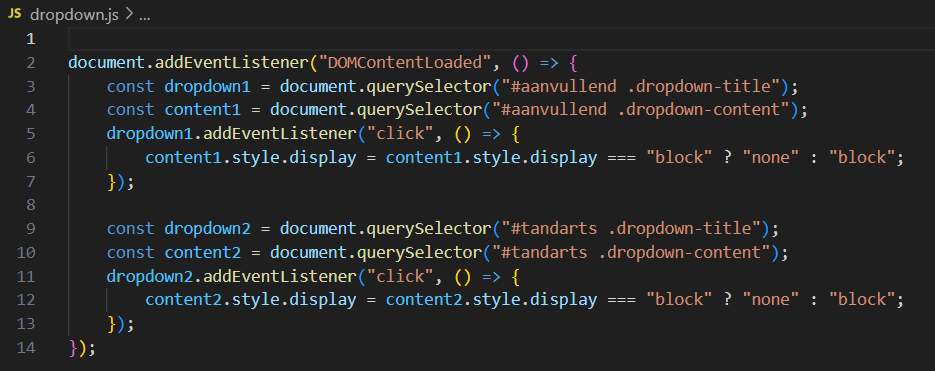 JS dropdown.js > ...
1
2 document.addEventListener("DOMContentLoaded", () => {
3     const dropdown1 = document.querySelector("#aanvullend .dropdown-title");
4     const content1 = document.querySelector("#aanvullend .dropdown-content");
5     dropdown1.addEventListener("click", () => {
6         content1.style.display = content1.style.display === "block" ? "none" : "block";
7     });
8
9     const dropdown2 = document.querySelector("#tandarts .dropdown-title");
10     const content2 = document.querySelector("#tandarts .dropdown-content");
11     dropdown2.addEventListener("click", () => {
12         content2.style.display = content2.style.display === "block" ? "none" : "block";
13     });
14 });